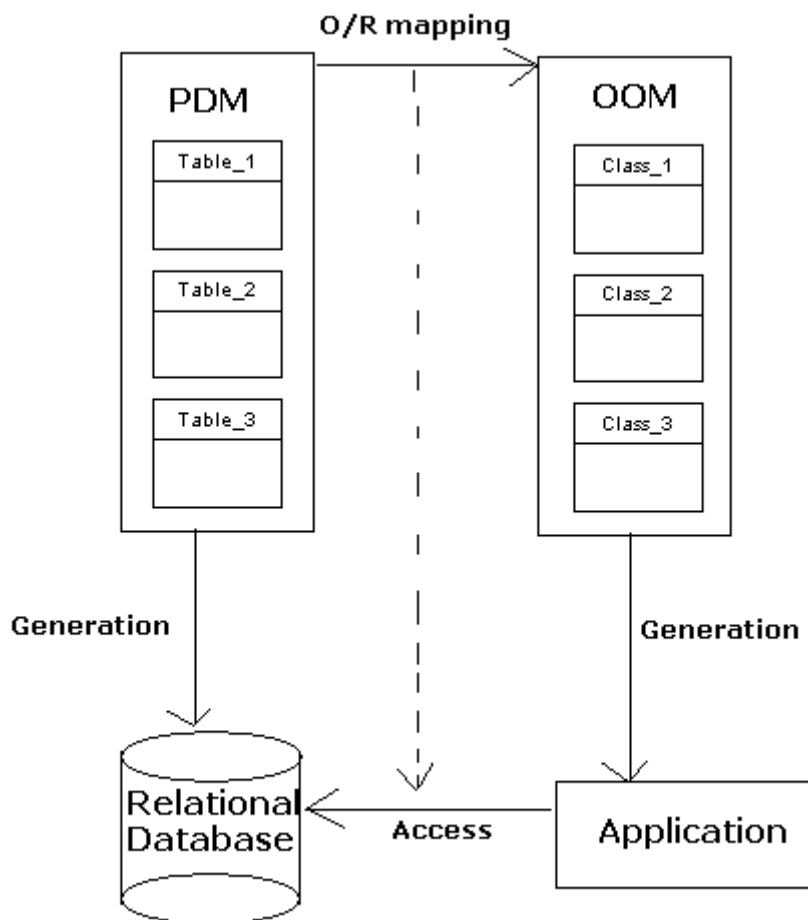 O/R mapping
PDM
Table_1
Table_2
Table_3
OOM
Class_1
Class_2
Class_3
Generation
Generation
Relational
Database
Access
Application